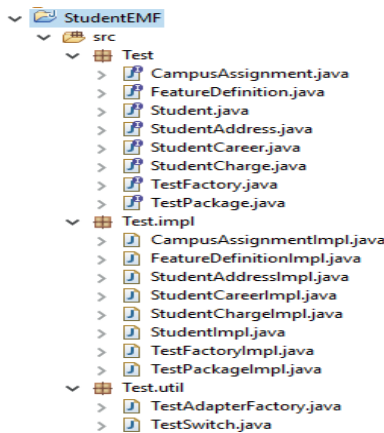 StudentEMF
src
Test
CampusAssignment.java
FeatureDefinition.java
Student.java
StudentAddress.java
StudentCareer.java
StudentCharge.java
TestFactory.java
TestPackage.java
Test.impl
CampusAssignmentImpl.java
FeatureDefinitionImpl.java
StudentAddressImpl.java
StudentCareerImpl.java
StudentChargeImpl.java
StudentImpl.java
TestFactoryImpl.java
TestPackageImpl.java
Test.util
TestAdapterFactory.java
TestSwitch.java